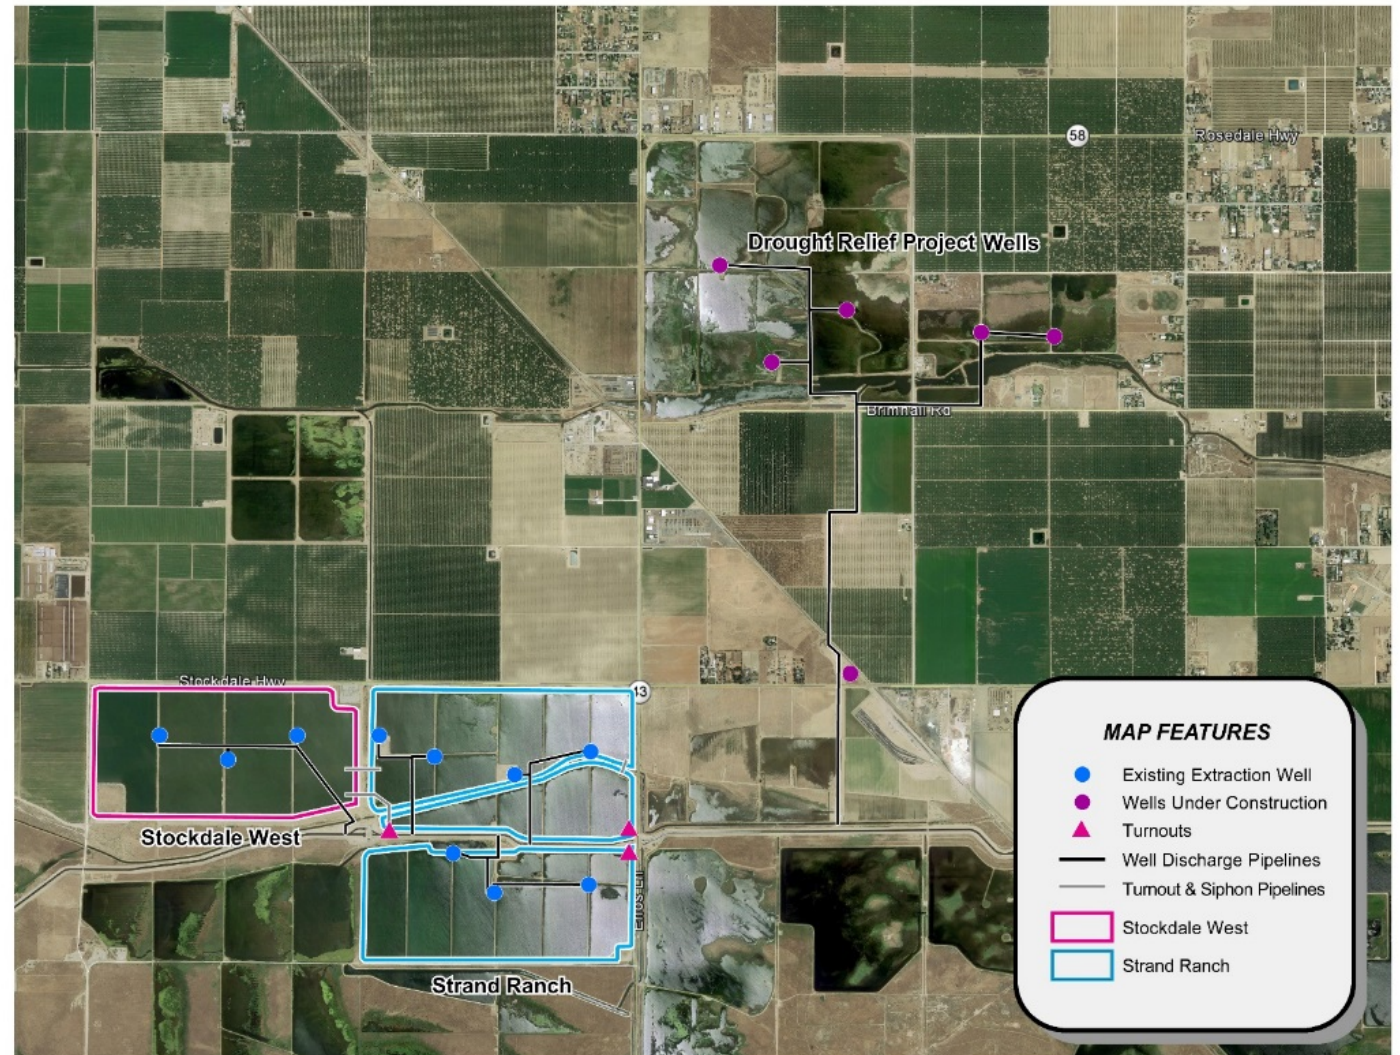 58
Rosedale Hwy
Drought Relief Project Wells
Brimhall Rd
Stockdale Hwy
43
Stockdale West
Strand Ranch
MAP FEATURES
Existing Extraction Well
Wells Under Construction
Turnouts
Well Discharge Pipelines
Turnout & Siphon Pipelines
Stockdale West
Strand Ranch